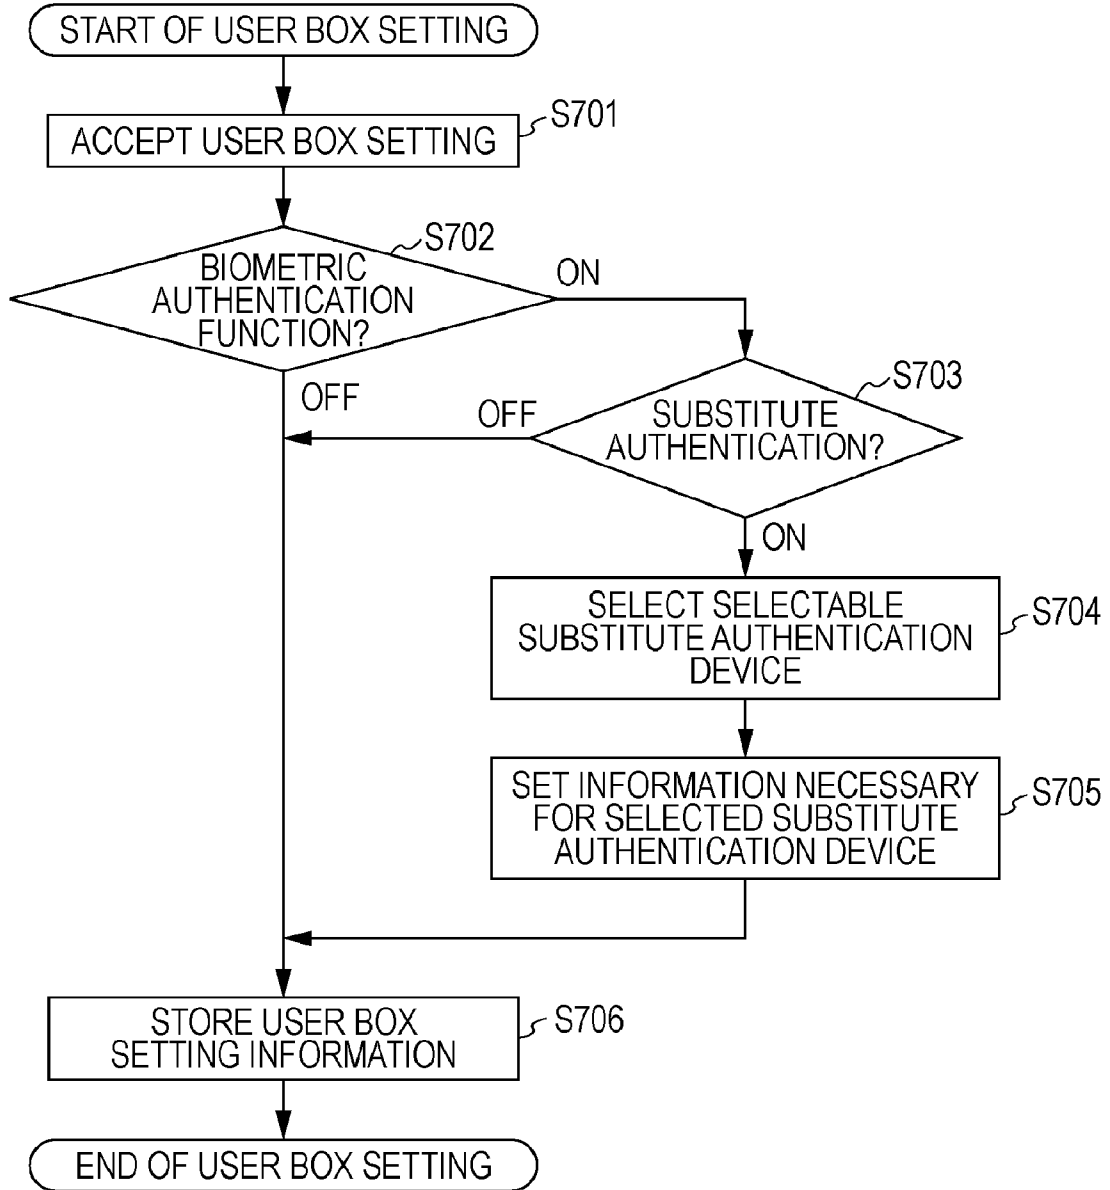 START OF USER BOX SETTING
S701
ACCEPT USER BOX SETTING
S702
BIOMETRIC
AUTHENTICATION
FUNCTION?
ON
OFF
S703
SUBSTITUTE
AUTHENTICATION?
OFF
ON
S704
SELECT SELECTABLE
SUBSTITUTE AUTHENTICATION
DEVICE
S705
SET INFORMATION NECESSARY
FOR SELECTED SUBSTITUTE
AUTHENTICATION DEVICE
S706
STORE USER BOX
SETTING INFORMATION
END OF USER BOX SETTING